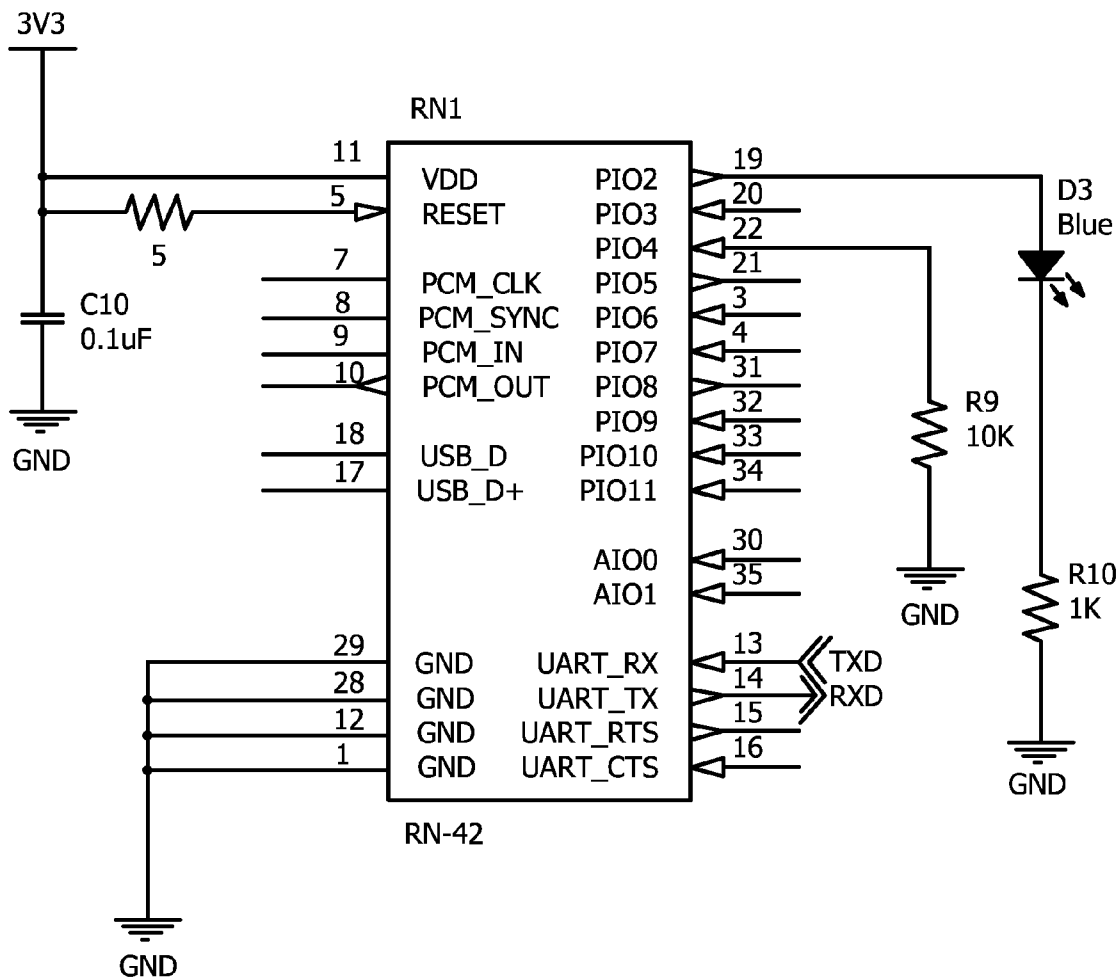 3V3
RN1
11
VDD
5
RESET
5
7
PCM_CLK
8
PCM_SYNC
9
PCM_IN
10
PCM_OUT
18
USB_D
17
USB_D+
29
GND
28
GND
12
GND
1
GND
C10
0.1uF
GND
GND
PIO2
19
PIO3
20
PIO4
22
PIO5
21
PIO6
3
PIO7
4
PIO8
31
PIO9
32
PIO10
33
PIO11
34
AIO0
30
AIO1
35
UART_RX
13
TXD
UART_TX
14
RXD
UART_RTS
15
UART_CTS
16
D3
Blue
R9
10K
GND
R10
1K
GND
RN-42